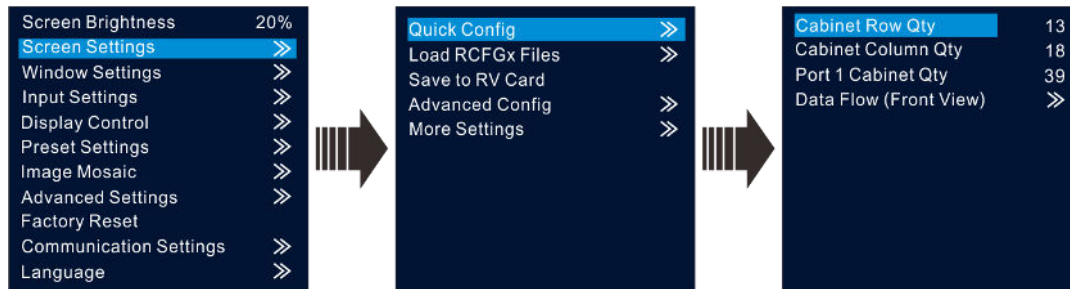 Screen Brightness 20%
Screen Settings
Window Settings
Input Settings
Display Control
Preset Settings
Image Mosaic
Advanced Settings
Factory Reset
Communication Settings
Language
Quick Config
Load RCFGx Files
Save to RV Card
Advanced Config
More Settings
Cabinet Row Qty 13
Cabinet Column Qty 18
Port 1 Cabinet Qty 39
Data Flow (Front View)